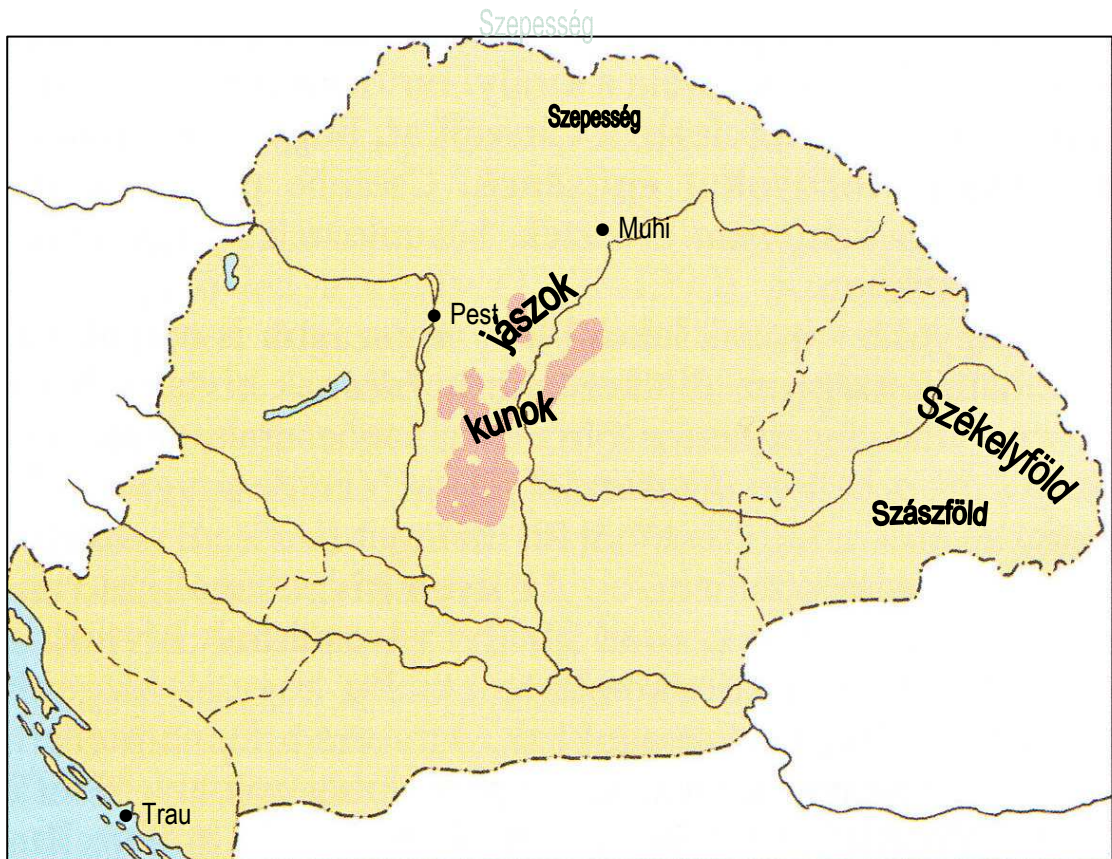 Szepesség
Szepesség
Muhi
jászok
Pest
Székelyföld
kunok
Szászföld
Trau